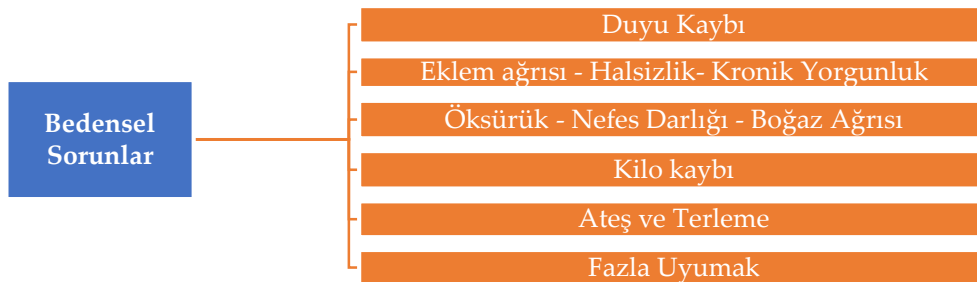 Bedensel
Sorunlar
Duyu Kaybı
Eklem ağrısı - Halsizlik- Kronik Yorgunluk
Öksürük - Nefes Darlığı - Boğaz Ağrısı
Kilo kaybı
Ateş ve Terleme
Fazla Uyumak